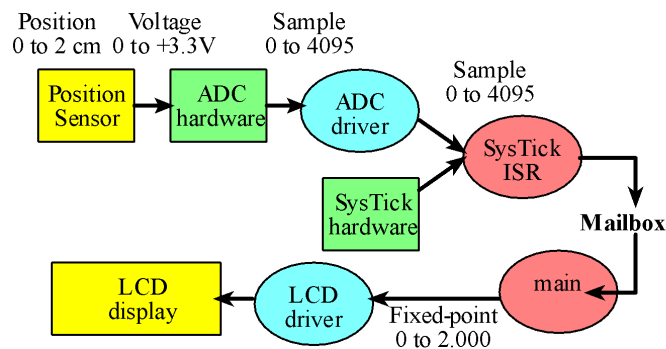 Position
0 to 2 cm
Voltage
0 to +3.3V
Sample
0 to 4095
Sample
0 to 4095
Position
Sensor
ADC
hardware
ADC
driver
SysTick
ISR
SysTick
hardware
Mailbox
main
Fixed-point
0 to 2.000
LCD
driver
LCD
display